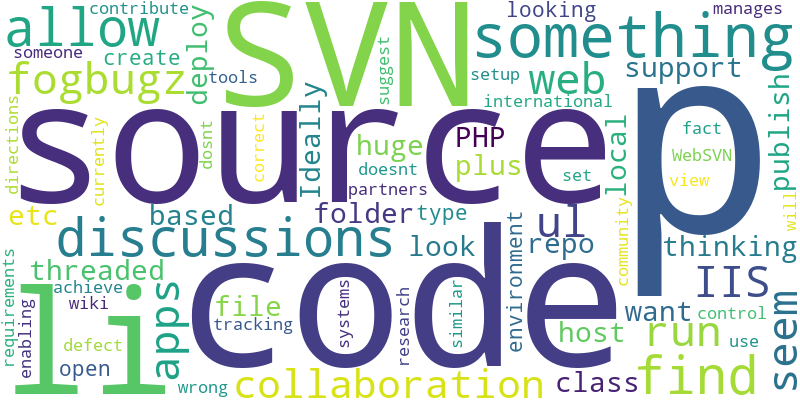 contribute
SVN
looking
manages
someone
allow
something
create
deploy
tools
suggest
setup
fogbugz
web
support
international
source
p
directions
currently
dosnt
correct
Ideally
huge
PHP
plus
local
fact
publish
doesnt
WebSVN
view
partners
set
etc
based
folder
type
ul
community
will
discussions
look
environment
repo
thinking
requirements
threaded
code
li
achieve
apps
IIS
seem
enabling
wiki
file
tracking
systems
research
similar
want
control
defect
host
run
use
open
wrong
collaboration
class
find